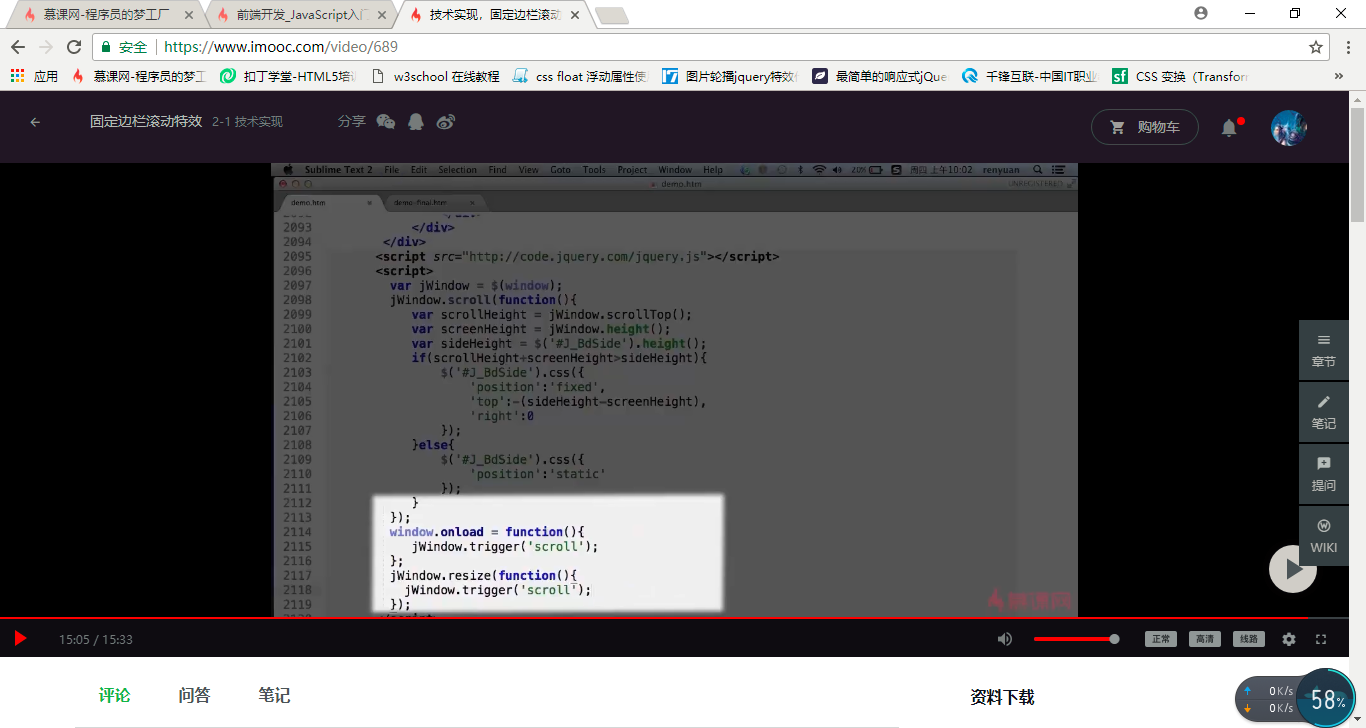 慕课网-程序员的梦工厂
前端开发_JavaScript入门
技术实现，固定边栏滚动
安全 https://www.imooc.com/video/689
应用 慕课网-程序员的梦工 扣丁学堂-HTML5培训 w3school 在线教程 css float 浮动属性使 图片轮播jquery特效 最简单的响应式jQue 千锋互联-中国IT职业 CSS 变换（Transform »
固定边栏滚动特效 2-1 技术实现 分享 购物车
Sublime Text 2 File Edit Selection Find View Goto Tools Project Window Help 20% 周四 上午10:02 renyuan
demo.htm UNREGISTERED
demo.htm demo-final.htm
2093 </div>
2094 </div>
2095 <script src="http://code.jquery.com/jquery.js"></script>
2096 <script>
2097 var jWindow = $(window);
2098 jWindow.scroll(function(){
2099 var scrollHeight = jWindow.scrollTop();
2100 var screenHeight = jWindow.height();
2101 var sideHeight = $('#J_BdSide').height();
2102 if(scrollHeight+screenHeight>sideHeight){
2103 $('#J_BdSide').css({
2104 'position':'fixed',
2105 'top':-(sideHeight-screenHeight),
2106 'right':0
2107 });
2108 }else{
2109 $('#J_BdSide').css({
2110 'position':'static'
2111 });
2112 }
2113 });
2114 window.onload = function(){
2115 jWindow.trigger('scroll');
2116 };
2117 jWindow.resize(function(){
2118 jWindow.trigger('scroll');
2119 });
章节
笔记
提问
WIKI
慕课网
15:05 / 15:33 正常 高清 线路
评论 问答 笔记 资料下载
0K/s
0K/s
58%